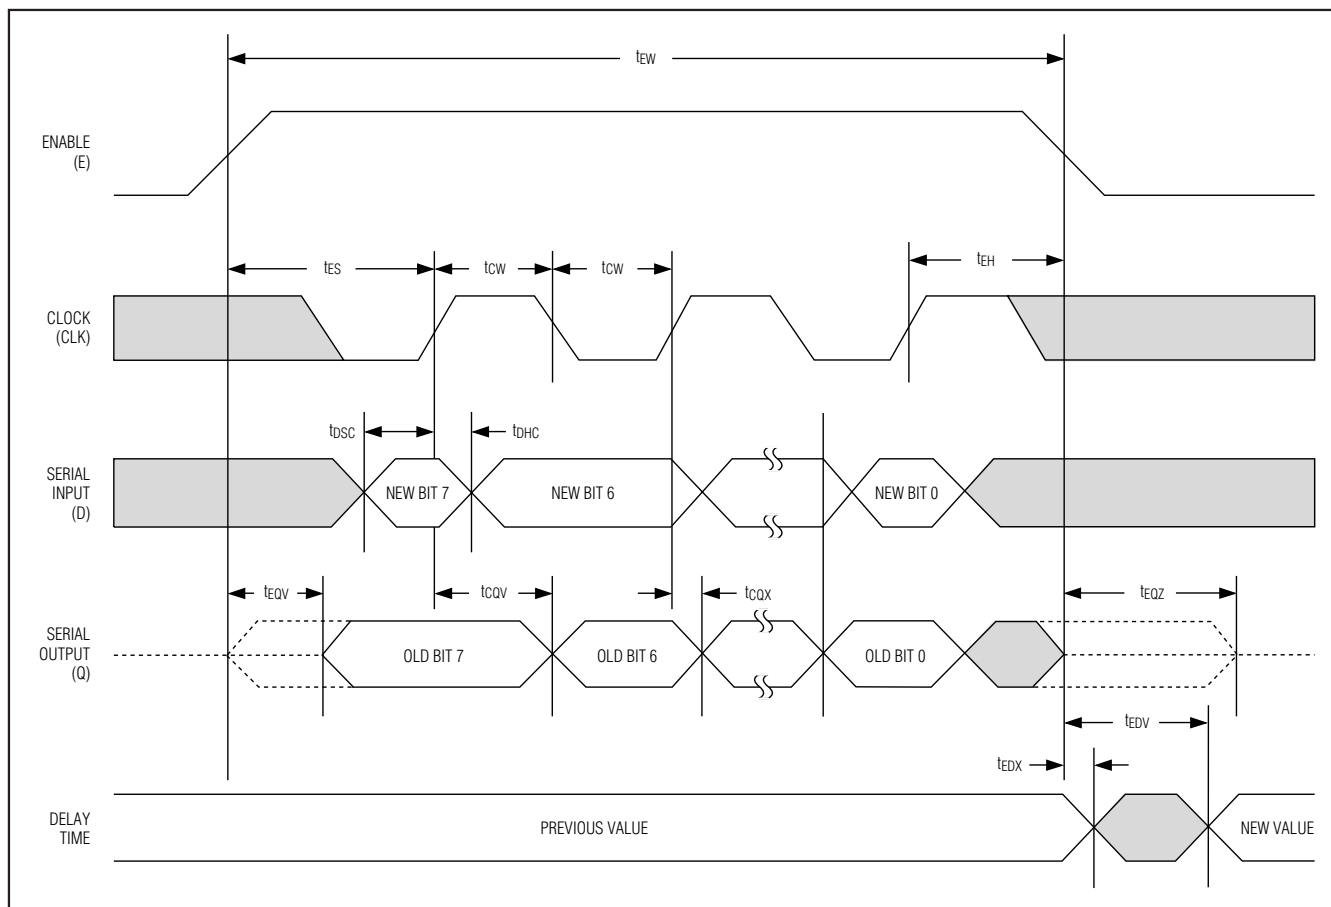 tEW
ENABLE
(E)
tES
tCW
tCW
tEH
CLOCK
(CLK)
tDSC
tDHC
SERIAL
INPUT
(D)
NEW BIT 7
NEW BIT 6
NEW BIT 0
tEQV
tCQV
tCQX
tEQZ
SERIAL
OUTPUT
(Q)
OLD BIT 7
OLD BIT 6
OLD BIT 0
tEDV
tEDX
DELAY
TIME
PREVIOUS VALUE
NEW VALUE